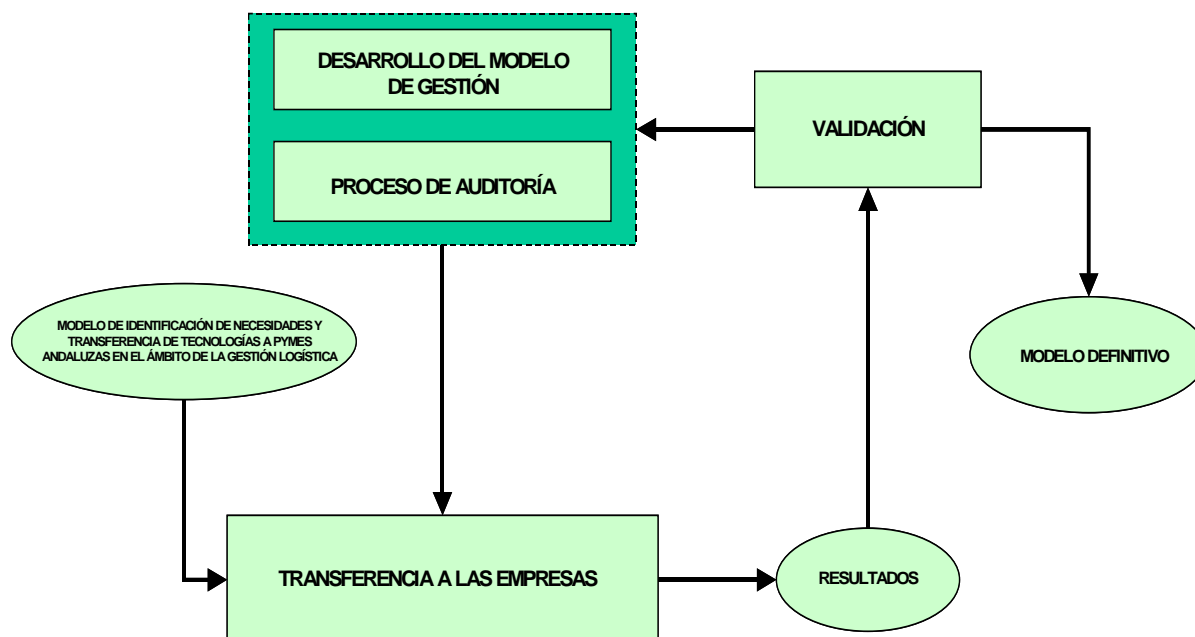 DESARROLLO DEL MODELO
DE GESTIÓN
VALIDACIÓN
PROCESO DE AUDITORÍA
MODELO DE IDENTIFICACIÓN DE NECESIDADES Y
TRANSFERENCIA DE TECNOLOGÍAS A PYMES
ANDALUZAS EN EL ÁMBITO DE LA GESTIÓN LOGÍSTICA
MODELO DEFINITIVO
TRANSFERENCIA A LAS EMPRESAS
RESULTADOS